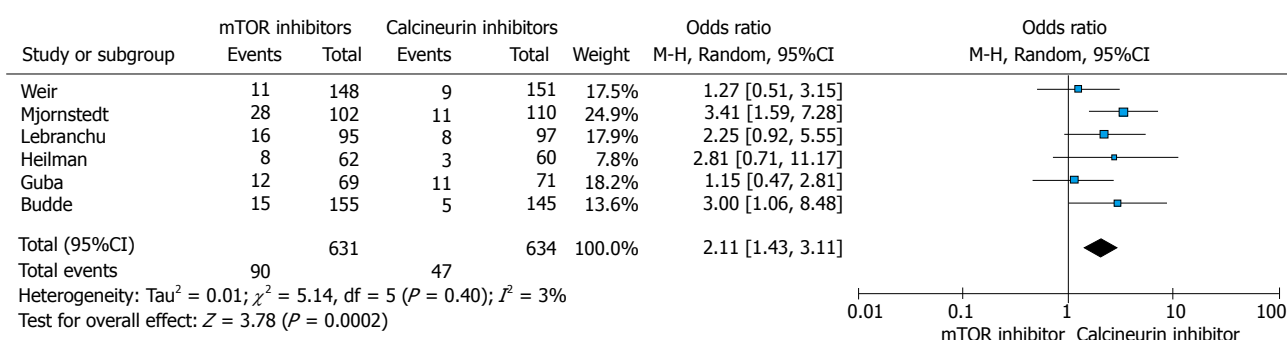 mTOR inhibitors Calcineurin inhibitors Odds ratio Odds ratio
Study or subgroup Events Total Events Total Weight M-H, Random, 95%CI M-H, Random, 95%CI
Weir 11 148 9 151 17.5% 1.27 [0.51, 3.15]
Mjornstedt 28 102 11 110 24.9% 3.41 [1.59, 7.28]
Lebranchu 16 95 8 97 17.9% 2.25 [0.92, 5.55]
Heilman 8 62 3 60 7.8% 2.81 [0.71, 11.17]
Guba 12 69 11 71 18.2% 1.15 [0.47, 2.81]
Budde 15 155 5 145 13.6% 3.00 [1.06, 8.48]
Total (95%CI) 631 634 100.0% 2.11 [1.43, 3.11]
Total events 90 47
Heterogeneity: Tau² = 0.01; χ² = 5.14, df = 5 (P = 0.40); I² = 3%
Test for overall effect: Z = 3.78 (P = 0.0002)
0.01 0.1 1 10 100
mTOR inhibitor Calcineurin inhibitor